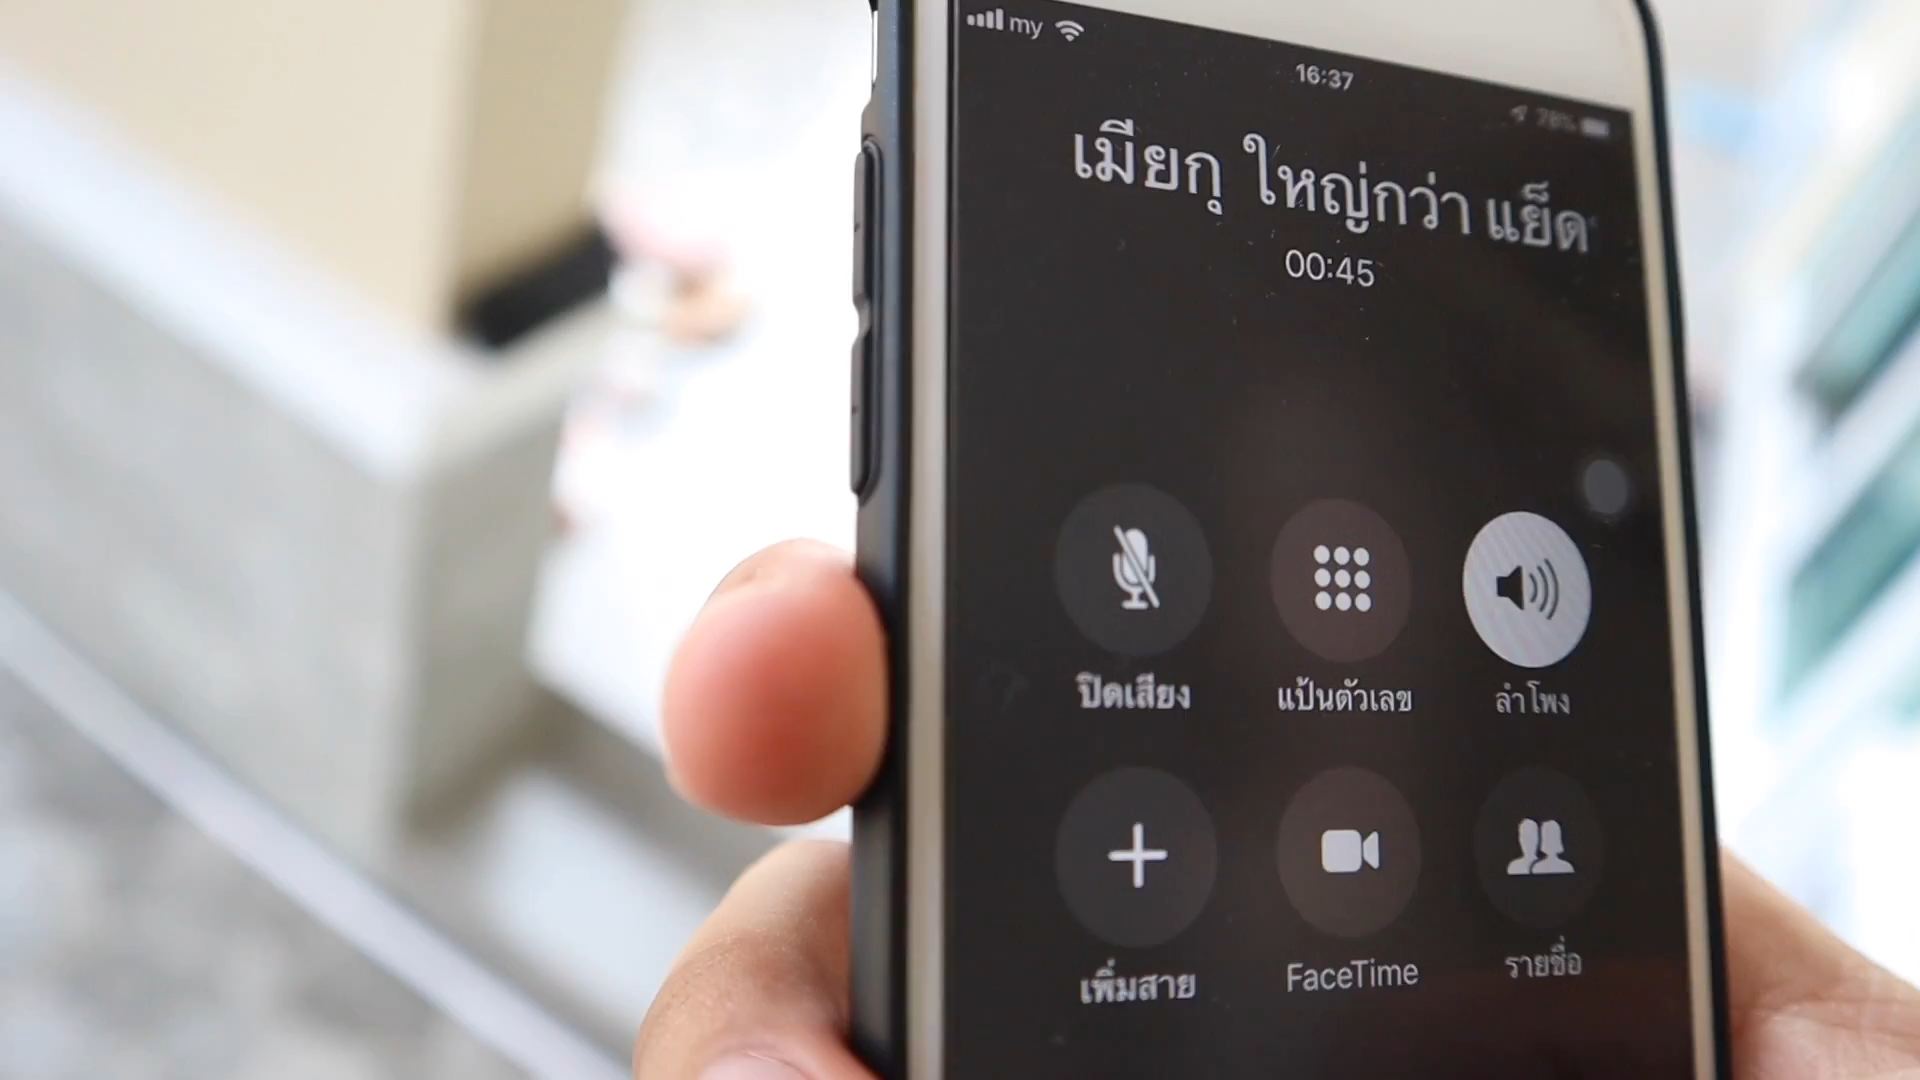 my
16:37
78%
เมียกุ ใหญ่กว่า แย็ด
00:45
ปิดเสียง แป้นตัวเลข ลำโพง
เพิ่มสาย FaceTime รายชื่อ